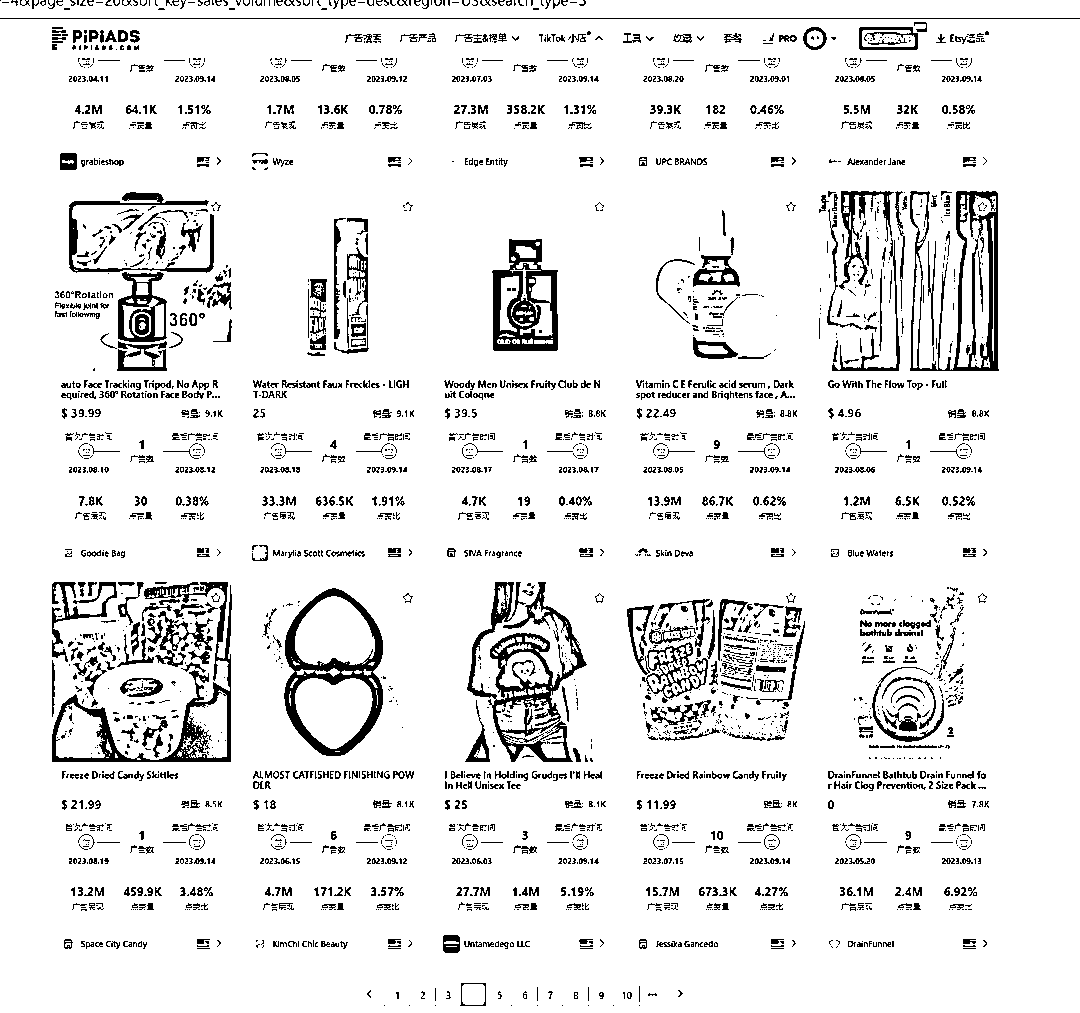 =4&page_size=20&sort_key=sales_volume&sort_type=desc&region=US&search_type=3
PiPiADS
PIPIADS.COM
广告搜索 广告产品 广告主&榜单 TikTok 小店 工具 收藏 套餐 PRO Etsy选品
2023.04.11 广告数 2023.09.14
2023.08.05 广告数 2023.09.12
2023.07.03 广告数 2023.09.14
2023.08.20 广告数 2023.09.01
2023.08.05 广告数 2023.09.14
4.2M 64.1K 1.51%
广告展现 点赞量 点赞比
1.7M 13.6K 0.78%
广告展现 点赞量 点赞比
27.3M 358.2K 1.31%
广告展现 点赞量 点赞比
39.3K 182 0.46%
广告展现 点赞量 点赞比
5.5M 32K 0.58%
广告展现 点赞量 点赞比
grabieshop
Wyze
Edge Entity
UPC BRANDS
Alexander Jane
360°Rotation
Flexible joint for
fast following
360°
auto Face Tracking Tripod, No App R
equired, 360° Rotation Face Body P...
$ 39.99 销量: 9.1K
首次广告时间 1 最后广告时间
广告数
2023.08.10 2023.08.12
7.8K 30 0.38%
广告展现 点赞量 点赞比
Goodie Bag
Water Resistant Faux Freckles - LIGH
T-DARK
25 销量: 9.1K
首次广告时间 4 最后广告时间
广告数
2023.08.18 2023.09.14
33.3M 636.5K 1.91%
广告展现 点赞量 点赞比
Marylia Scott Cosmetics
Woody Men Unisex Fruity Club de N
uit Cologne
$ 39.5 销量: 8.8K
首次广告时间 1 最后广告时间
广告数
2023.08.17 2023.08.17
4.7K 19 0.40%
广告展现 点赞量 点赞比
SIVA Fragrance
Vitamin C E Ferulic acid serum , Dark
spot reducer and Brightens face , A...
$ 22.49 销量: 8.8K
首次广告时间 9 最后广告时间
广告数
2023.08.05 2023.09.14
13.9M 86.7K 0.62%
广告展现 点赞量 点赞比
Skin Deva
Go With The Flow Top - Full
$ 4.96 销量: 8.8K
首次广告时间 1 最后广告时间
广告数
2023.08.06 2023.09.14
1.2M 6.5K 0.52%
广告展现 点赞量 点赞比
Blue Waters
Freeze Dried Candy Skittles
$ 21.99 销量: 8.5K
首次广告时间 1 最后广告时间
广告数
2023.08.19 2023.09.14
13.2M 459.9K 3.48%
广告展现 点赞量 点赞比
Space City Candy
ALMOST CATFISHED FINISHING POW
DER
$ 18 销量: 8.1K
首次广告时间 6 最后广告时间
广告数
2023.06.15 2023.09.12
4.7M 171.2K 3.57%
广告展现 点赞量 点赞比
KimChi Chic Beauty
I Believe In Holding Grudges I'll Heal
In Hell Unisex Tee
$ 25 销量: 8.1K
首次广告时间 3 最后广告时间
广告数
2023.06.03 2023.09.14
27.7M 1.4M 5.19%
广告展现 点赞量 点赞比
Untamedego LLC
FREEZE
DRIED
RAINBOW
CANDY
Freeze Dried Rainbow Candy Fruity
$ 11.99 销量: 8K
首次广告时间 10 最后广告时间
广告数
2023.07.15 2023.09.14
15.7M 673.3K 4.27%
广告展现 点赞量 点赞比
Jessika Gancedo
No more clogged
bathtub drains!
DrainFunnel Bathtub Drain Funnel fo
r Hair Clog Prevention, 2 Size Pack ...
0 销量: 7.8K
首次广告时间 9 最后广告时间
广告数
2023.05.20 2023.09.13
36.1M 2.4M 6.92%
广告展现 点赞量 点赞比
DrainFunnel
1 2 3 5 6 7 8 9 10 ···